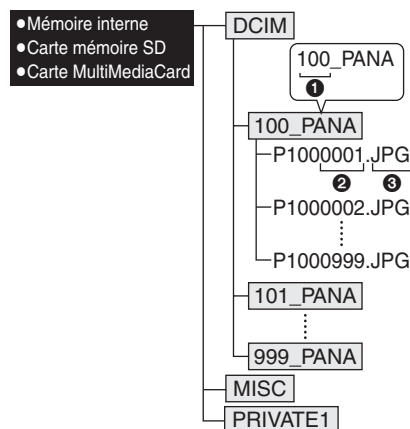 ●Mémoire interne
●Carte mémoire SD
●Carte MultiMediaCard
DCIM
100_PANA
❶
100_PANA
P1000001.JPG
❷ ❸
P1000002.JPG
P1000999.JPG
101_PANA
999_PANA
MISC
PRIVATE1